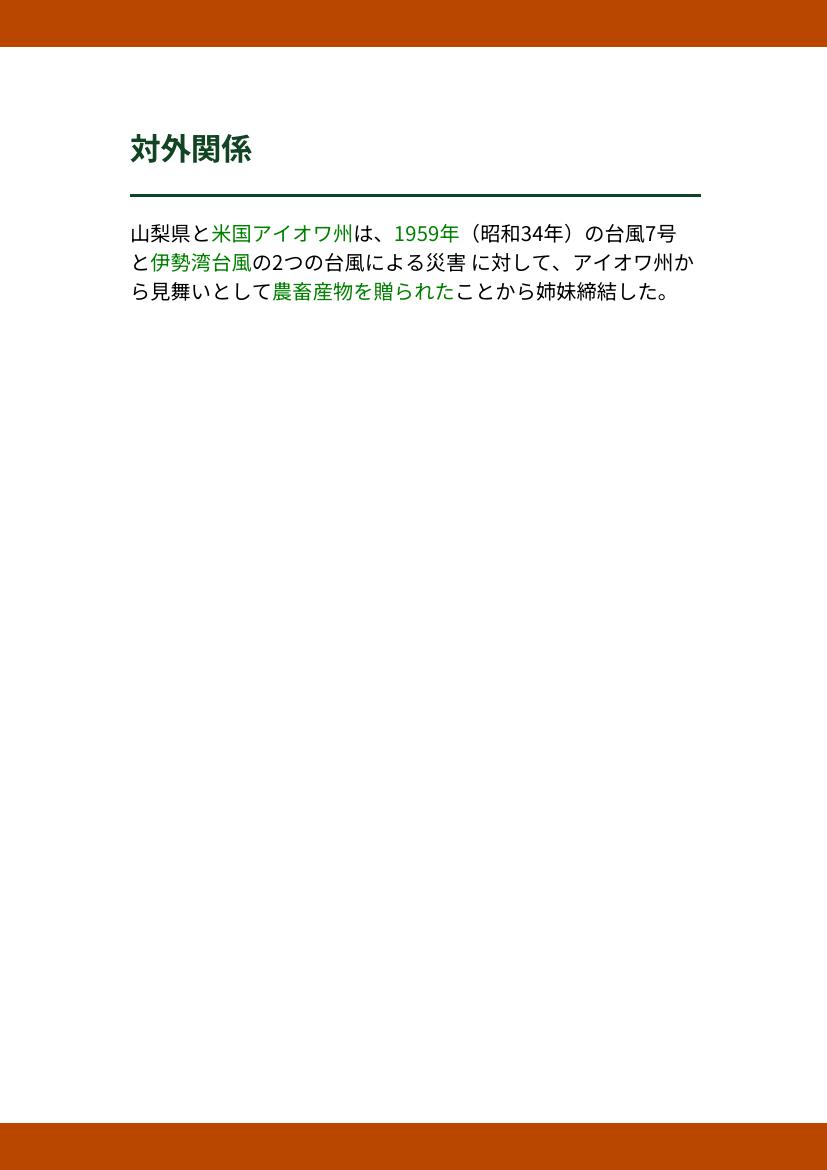 対外関係
山梨県と米国アイオワ州は、1959年（昭和34年）の台風7号
と伊勢湾台風の2つの台風による災害 に対して、アイオワ州か
ら見舞いとして農畜産物を贈られたことから姉妹締結した。